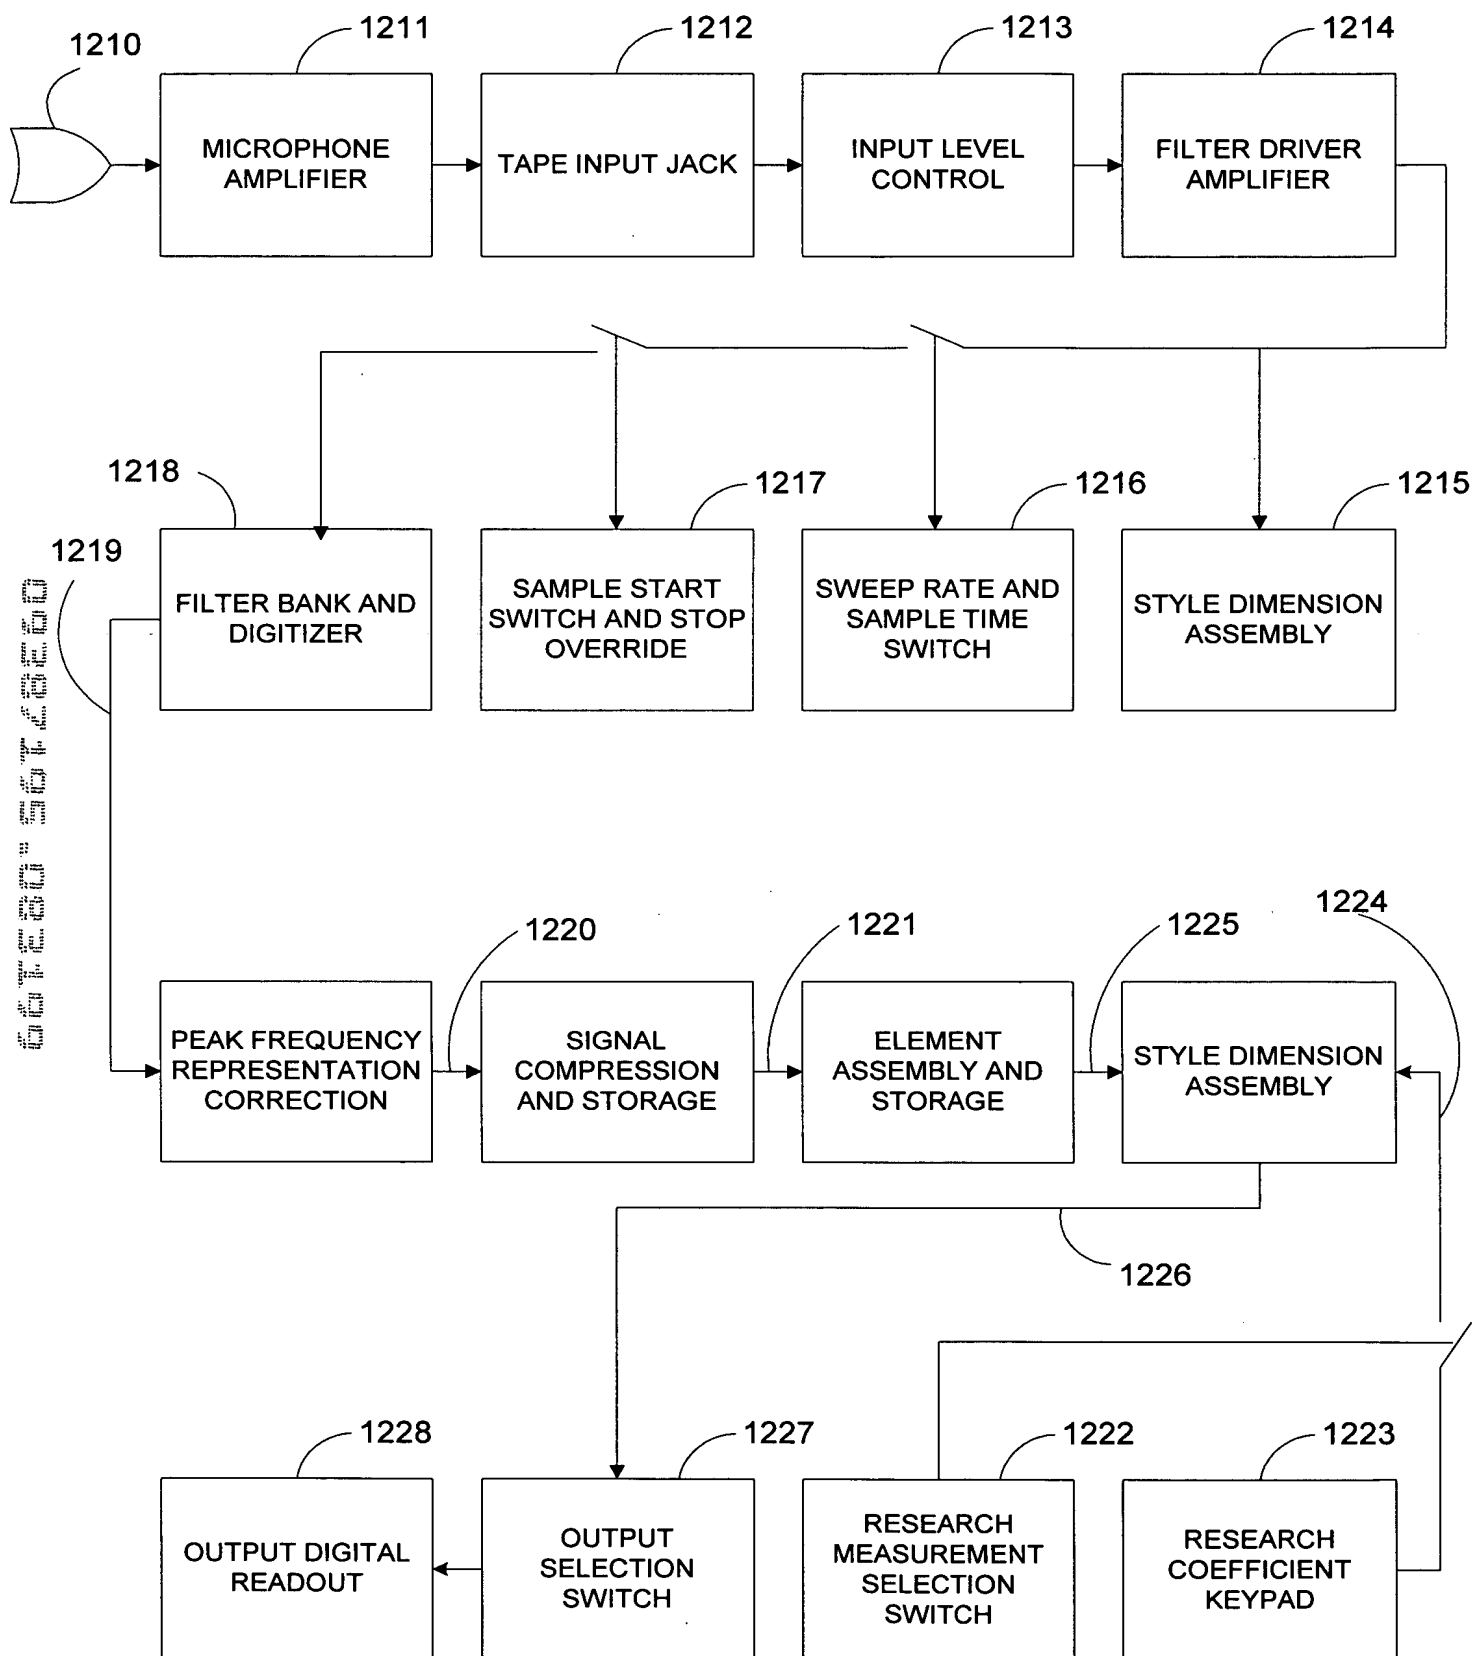 1210
1211
1212
1213
1214
MICROPHONE
AMPLIFIER
TAPE INPUT JACK
INPUT LEVEL
CONTROL
FILTER DRIVER
AMPLIFIER
1218
1217
1216
1215
1219
FILTER BANK AND
DIGITIZER
SAMPLE START
SWITCH AND STOP
OVERRIDE
SWEEP RATE AND
SAMPLE TIME
SWITCH
STYLE DIMENSION
ASSEMBLY
1220
1221
1225
1224
PEAK FREQUENCY
REPRESENTATION
CORRECTION
SIGNAL
COMPRESSION
AND STORAGE
ELEMENT
ASSEMBLY AND
STORAGE
STYLE DIMENSION
ASSEMBLY
1226
1228
1227
1222
1223
OUTPUT DIGITAL
READOUT
OUTPUT
SELECTION
SWITCH
RESEARCH
MEASUREMENT
SELECTION
SWITCH
RESEARCH
COEFFICIENT
KEYPAD